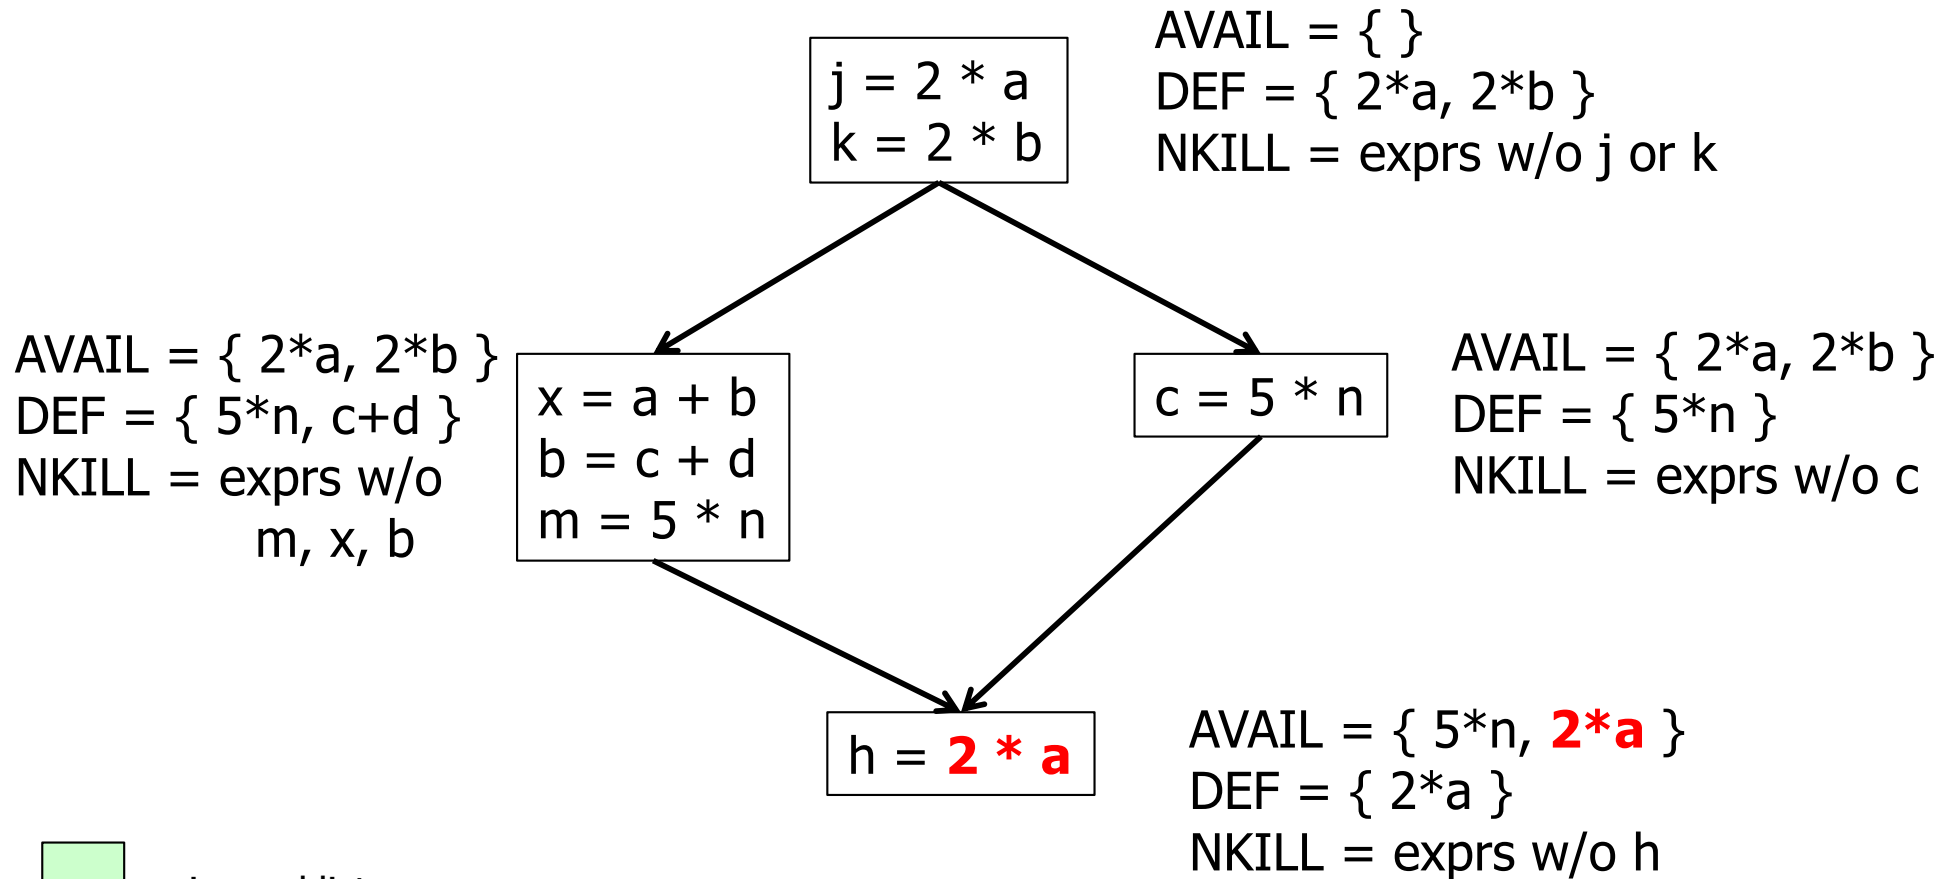 AVAIL = { }
DEF = { 2*a, 2*b }
NKILL = exprs w/o j or k
j = 2 * a
k = 2 * b
AVAIL = { 2*a, 2*b }
DEF = { 5*n, c+d }
NKILL = exprs w/o
m, x, b
x = a + b
b = c + d
m = 5 * n
c = 5 * n
AVAIL = { 2*a, 2*b }
DEF = { 5*n }
NKILL = exprs w/o c
h = 2 * a
AVAIL = { 5*n, 2*a }
DEF = { 2*a }
NKILL = exprs w/o h